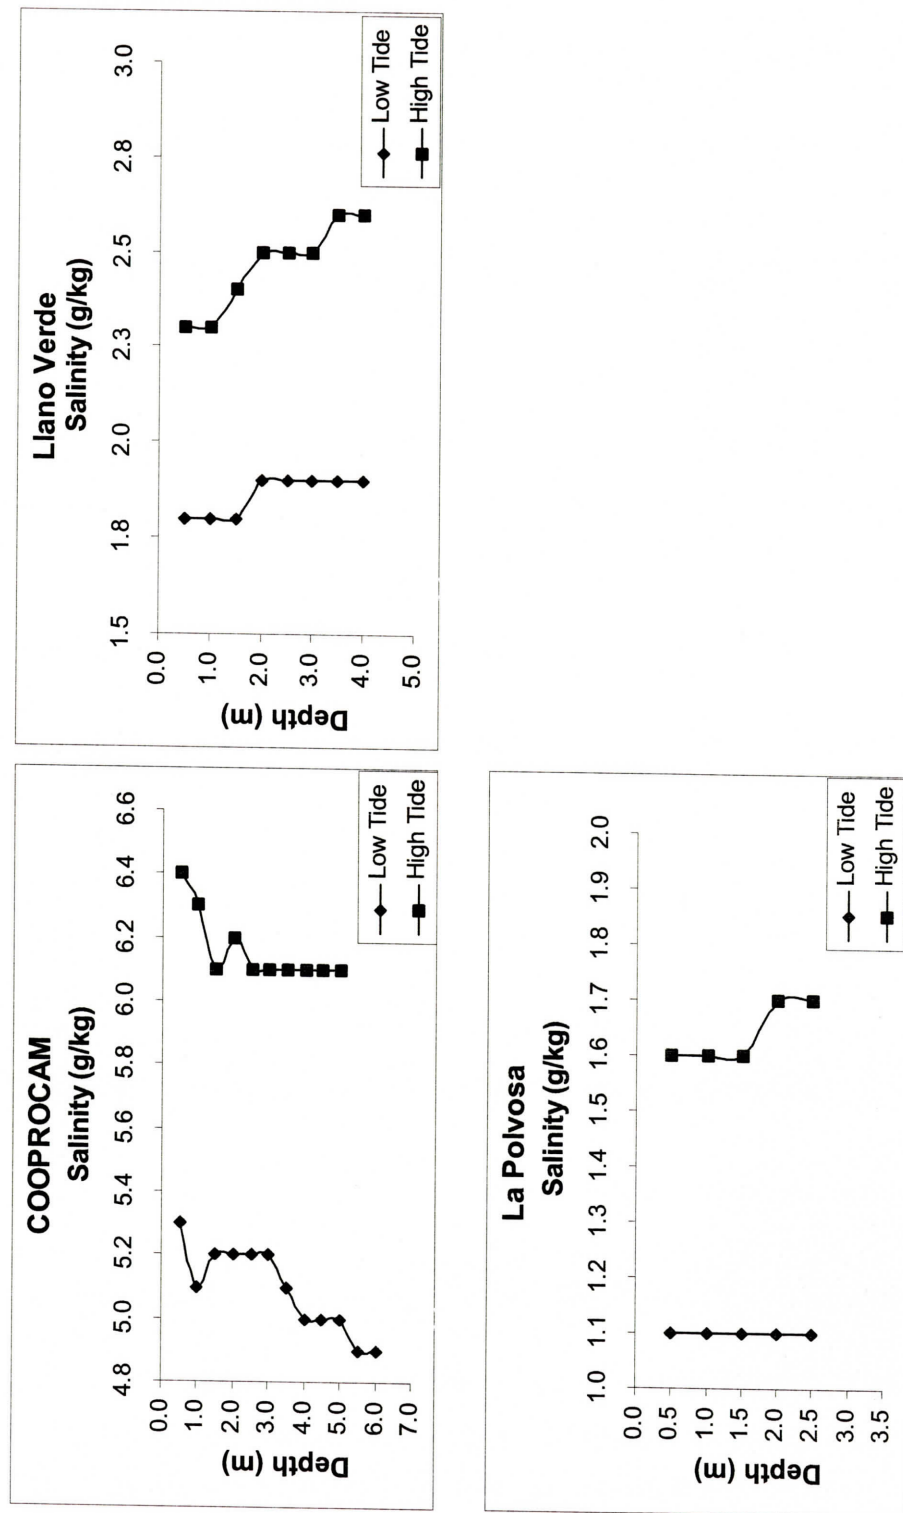 COOPROCAM
Salinity (g/kg)
4.8 5.0 5.2 5.4 5.6 5.8 6.0 6.2 6.4 6.6
0.0
1.0
2.0
3.0
4.0
5.0
6.0
7.0
Depth (m)
Low Tide
High Tide
Llano Verde
Salinity (g/kg)
1.5 1.8 2.0 2.3 2.5 2.8 3.0
0.0
1.0
2.0
3.0
4.0
5.0
Depth (m)
Low Tide
High Tide
La Polvosa
Salinity (g/kg)
1.0 1.1 1.2 1.3 1.4 1.5 1.6 1.7 1.8 1.9 2.0
0.0
0.5
1.0
1.5
2.0
2.5
3.0
3.5
Depth (m)
Low Tide
High Tide